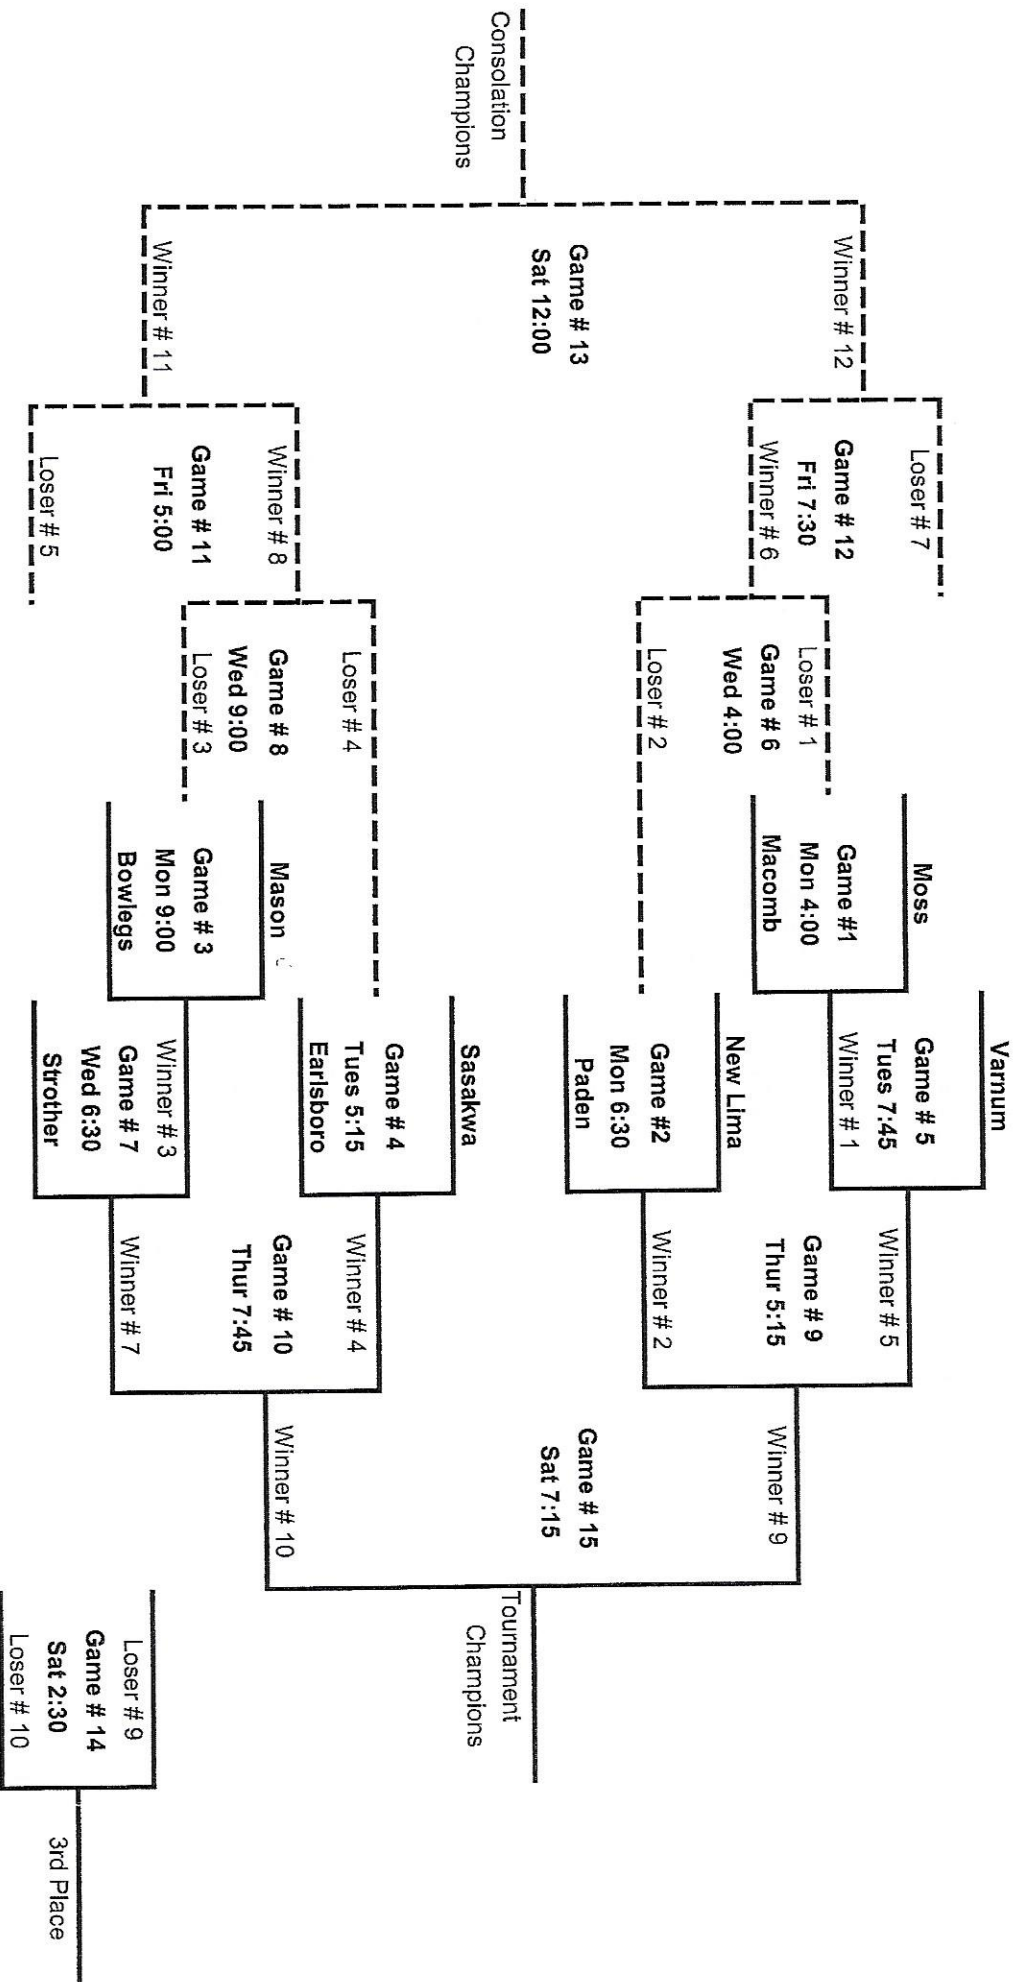 Varnum
Moss
Loser # 7
Game # 5
Tues 7:45
Winner # 1
Winner # 5
Game #1
Mon 4:00
Macomb
Winner # 12
Game # 12
Fri 7:30
Winner # 6
Loser # 1
Game # 6
Wed 4:00
Game # 9
Thur 5:15
Winner # 9
New Lima
Loser # 2
Game #2
Mon 6:30
Paden
Winner # 2
Game # 13
Sat 12:00
Game # 15
Sat 7:15
Consolation
Champions
Tournament
Champions
Sasakwa
Loser # 4
Game # 4
Tues 5:15
Earlsboro
Winner # 4
Winner # 8
Game # 8
Wed 9:00
Loser # 3
Mason
Game # 10
Thur 7:45
Winner # 10
Game # 11
Fri 5:00
Winner # 11
Game # 3
Mon 9:00
Bowlegs
Winner # 3
Game # 7
Wed 6:30
Strother
Winner # 7
Loser # 5
Loser # 9
Game # 14
Sat 2:30
Loser # 10
3rd Place